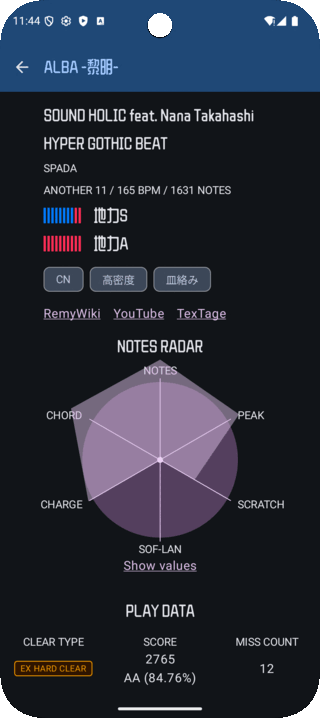 11:44
ALBA -黎明-
SOUND HOLIC feat. Nana Takahashi
HYPER GOTHIC BEAT
SPADA
ANOTHER 11 / 165 BPM / 1631 NOTES
地力S
地力A
CN 高密度 皿絡み
RemyWiki YouTube TexTage
NOTES RADAR
NOTES
CHORD PEAK
CHARGE SCRATCH
SOF-LAN
Show values
PLAY DATA
CLEAR TYPE SCORE MISS COUNT
EX HARD CLEAR 2765 12
AA (84.76%)